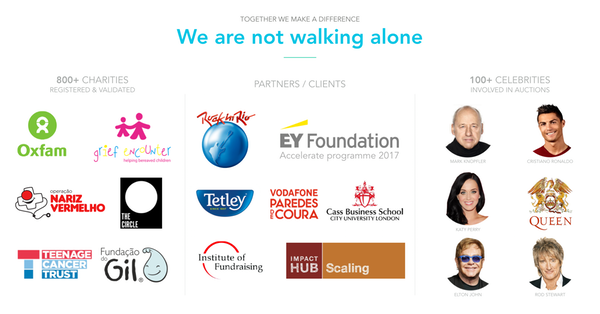 TOGETHER WE MAKE A DIFFERENCE
We are not walking alone
800+ CHARITIES
REGISTERED & VALIDATED
Oxfam
grief encounter
helping bereaved children
operação
NARIZ
VERMELHO
THE
CIRCLE
TEENAGE
CANCER
TRUST
Fundação
do
Gil
PARTNERS / CLIENTS
Rock in Rio
EY Foundation
Accelerate programme 2017
Tetley
VODAFONE
PAREDES
DE
COURA
Cass Business School
CITY UNIVERSITY LONDON
Institute of
Fundraising
IMPACT
HUB
Scaling
100+ CELEBRITIES
INVOLVED IN AUCTIONS
MARK KNOPFLER
CRISTIANO RONALDO
KATY PERRY
QUEEN
ELTON JOHN
ROD STEWART